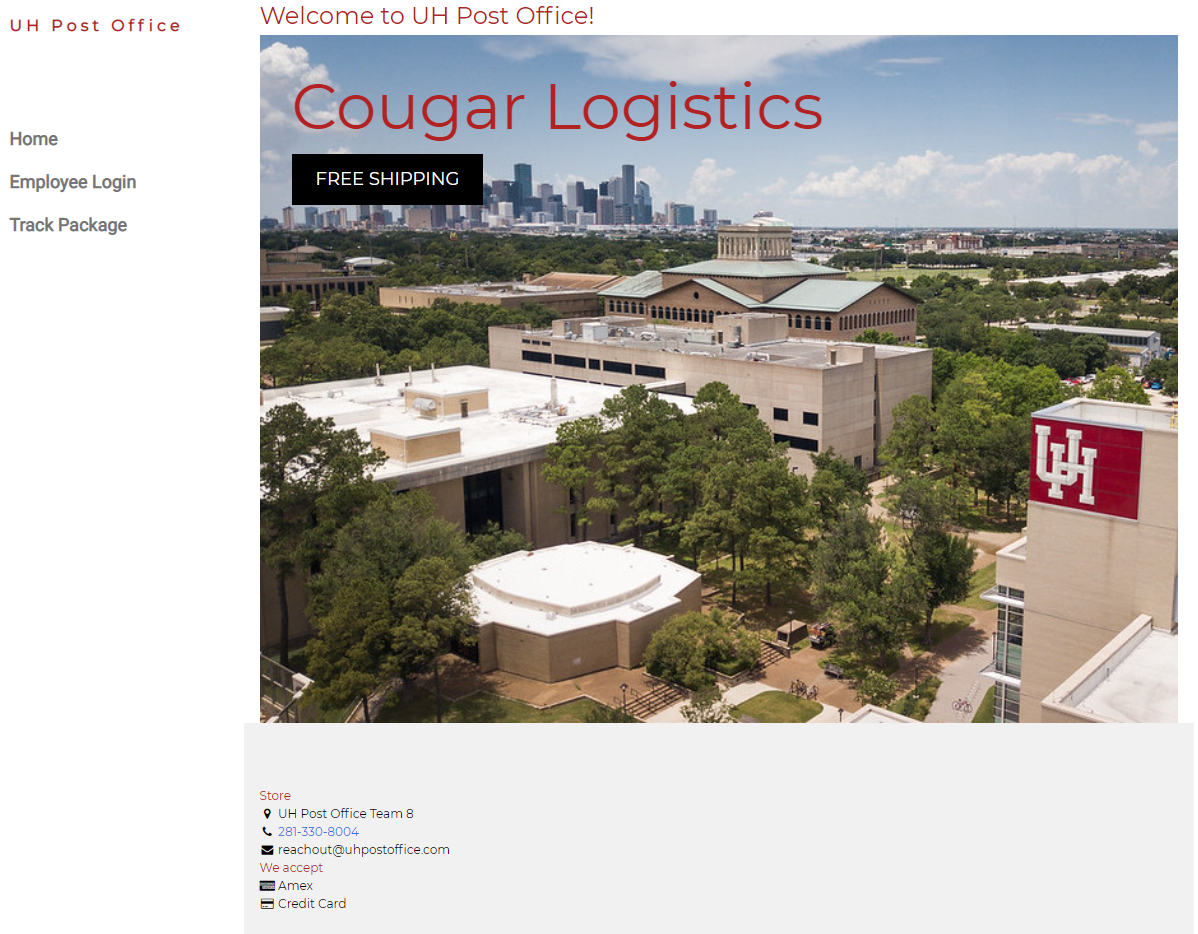 UH Post Office
Home
Employee Login
Track Package
Welcome to UH Post Office!
Cougar Logistics
FREE SHIPPING
UH
Store
UH Post Office Team 8
281-330-8004
reachout@uhpostoffice.com
We accept
Amex
Credit Card